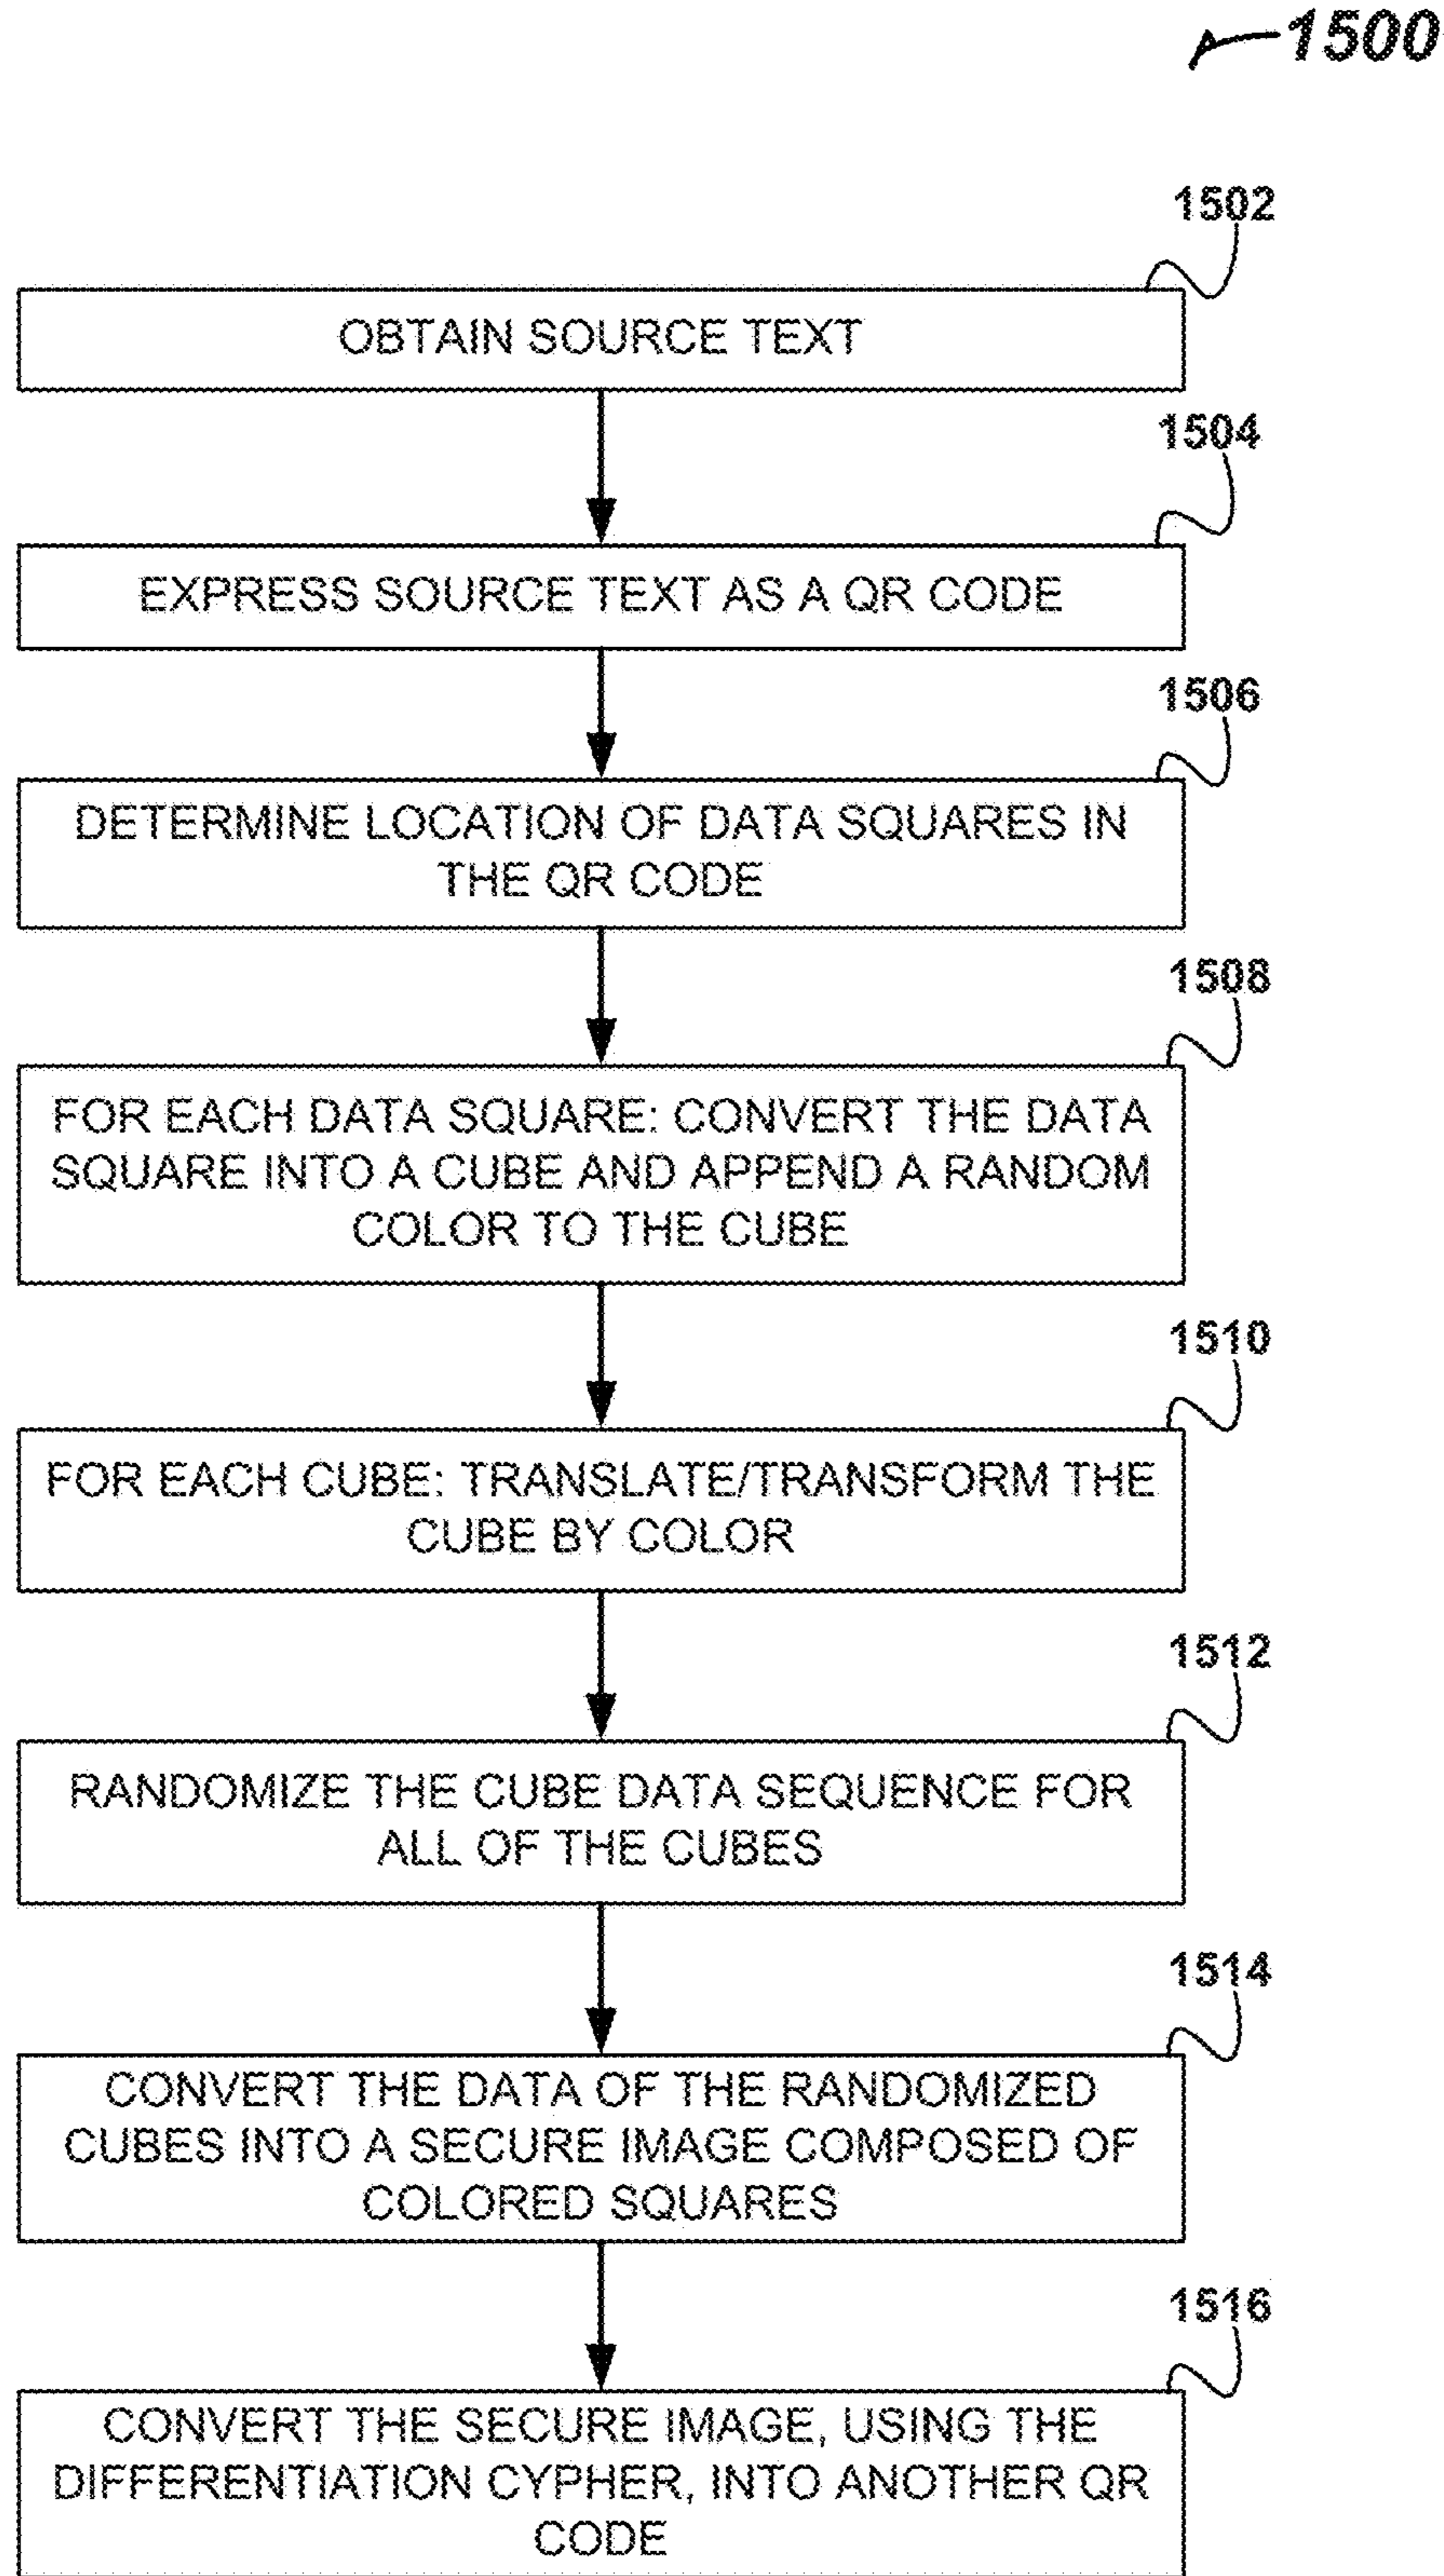 1500
1502
OBTAIN SOURCE TEXT
1504
EXPRESS SOURCE TEXT AS A QR CODE
1506
DETERMINE LOCATION OF DATA SQUARES IN
THE QR CODE
1508
FOR EACH DATA SQUARE: CONVERT THE DATA
SQUARE INTO A CUBE AND APPEND A RANDOM
COLOR TO THE CUBE
1510
FOR EACH CUBE: TRANSLATE/TRANSFORM THE
CUBE BY COLOR
1512
RANDOMIZE THE CUBE DATA SEQUENCE FOR
ALL OF THE CUBES
1514
CONVERT THE DATA OF THE RANDOMIZED
CUBES INTO A SECURE IMAGE COMPOSED OF
COLORED SQUARES
1516
CONVERT THE SECURE IMAGE, USING THE
DIFFERENTIATION CYPHER, INTO ANOTHER QR
CODE